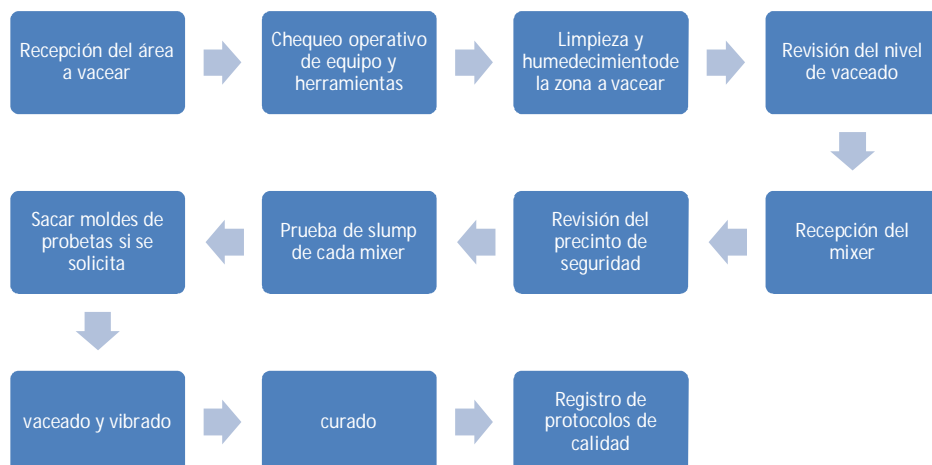 Recepción del área
a vacear
Chequeo operativo
de equipo y
herramientas
Limpieza y
humedecimientode
la zona a vacear
Revisión del nivel
de vaceado
Recepción del
mixer
Revisión del
precinto de
seguridad
Prueba de slump
de cada mixer
Sacar moldes de
probetas si se
solicita
vaceado y vibrado
curado
Registro de
protocolos de
calidad